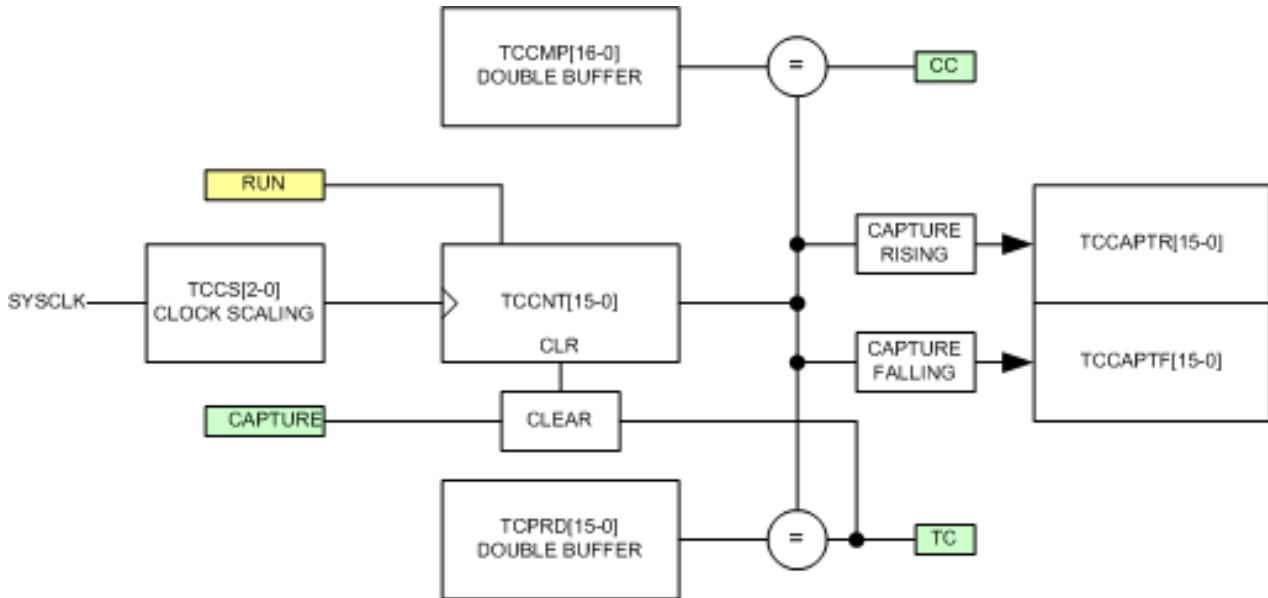 TCCMP[16-0]
DOUBLE BUFFER
=
CC
RUN
CAPTURE
RISING
TCCAPTR[15-0]
SYSCLK
TCCS[2-0]
CLOCK SCALING
TCCNT[15-0]
CLR
CAPTURE
FALLING
TCCAPTF[15-0]
CAPTURE
CLEAR
TCPRD[15-0]
DOUBLE BUFFER
=
TC